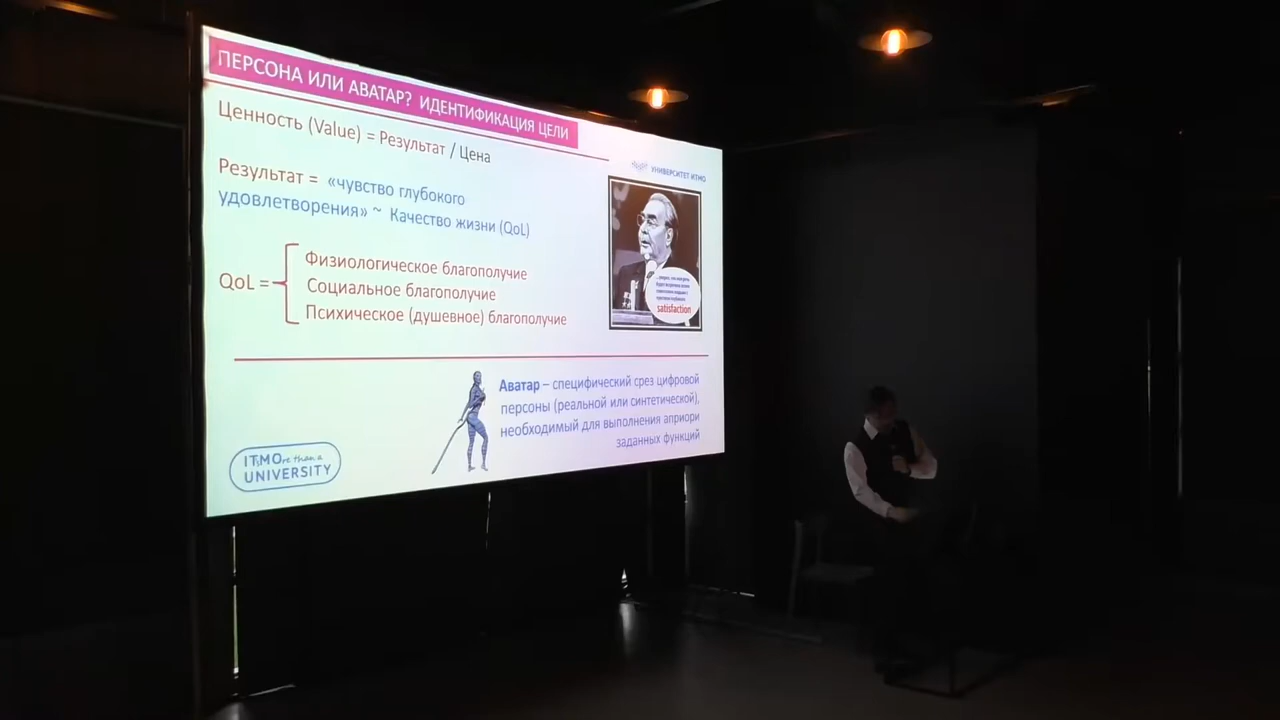 ПЕРСОНА ИЛИ АВАТАР? ИДЕНТИФИКАЦИЯ ЦЕЛИ
Ценность (Value) = Результат / Цена
УНИВЕРСИТЕТ ИТМО
Результат = «чувство глубокого
удовлетворения» ~ Качество жизни (QoL)
QoL =
Физиологическое благополучие
Социальное благополучие
Психическое (душевное) благополучие
satisfaction
Аватар – специфический срез цифровой
персоны (реальной или синтетической),
необходимый для выполнения априори
заданных функций
ITMOre than a
UNIVERSITY